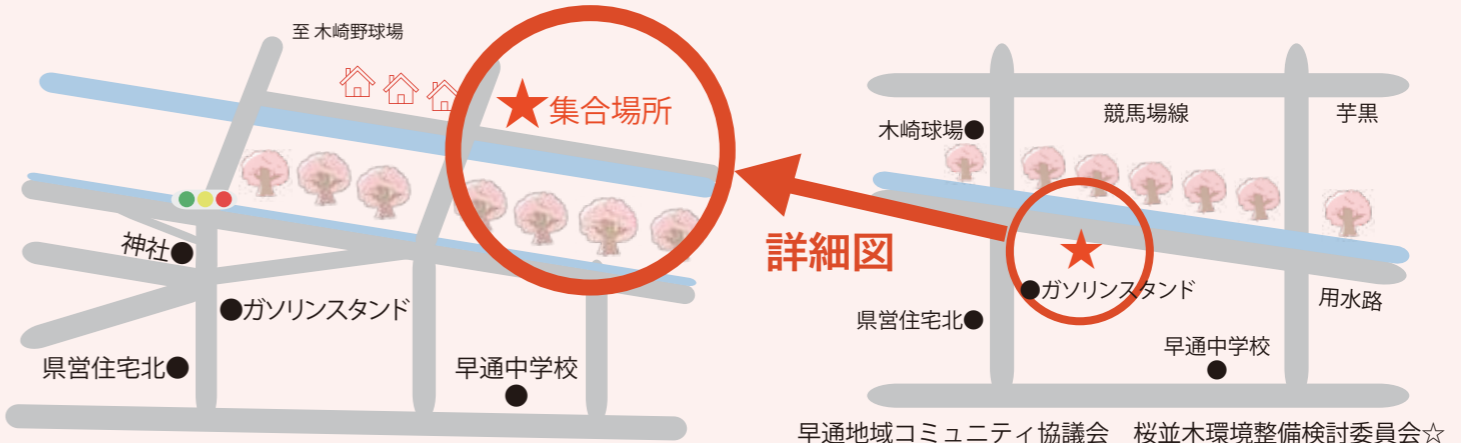 至 木崎野球場
集合場所
神社
ガソリンスタンド
県営住宅北
早通中学校
詳細図
競馬場線
芋黒
木崎球場
ガソリンスタンド
用水路
県営住宅北
早通中学校
早通地域コミュニティ協議会 桜並木環境整備検討委員会☆